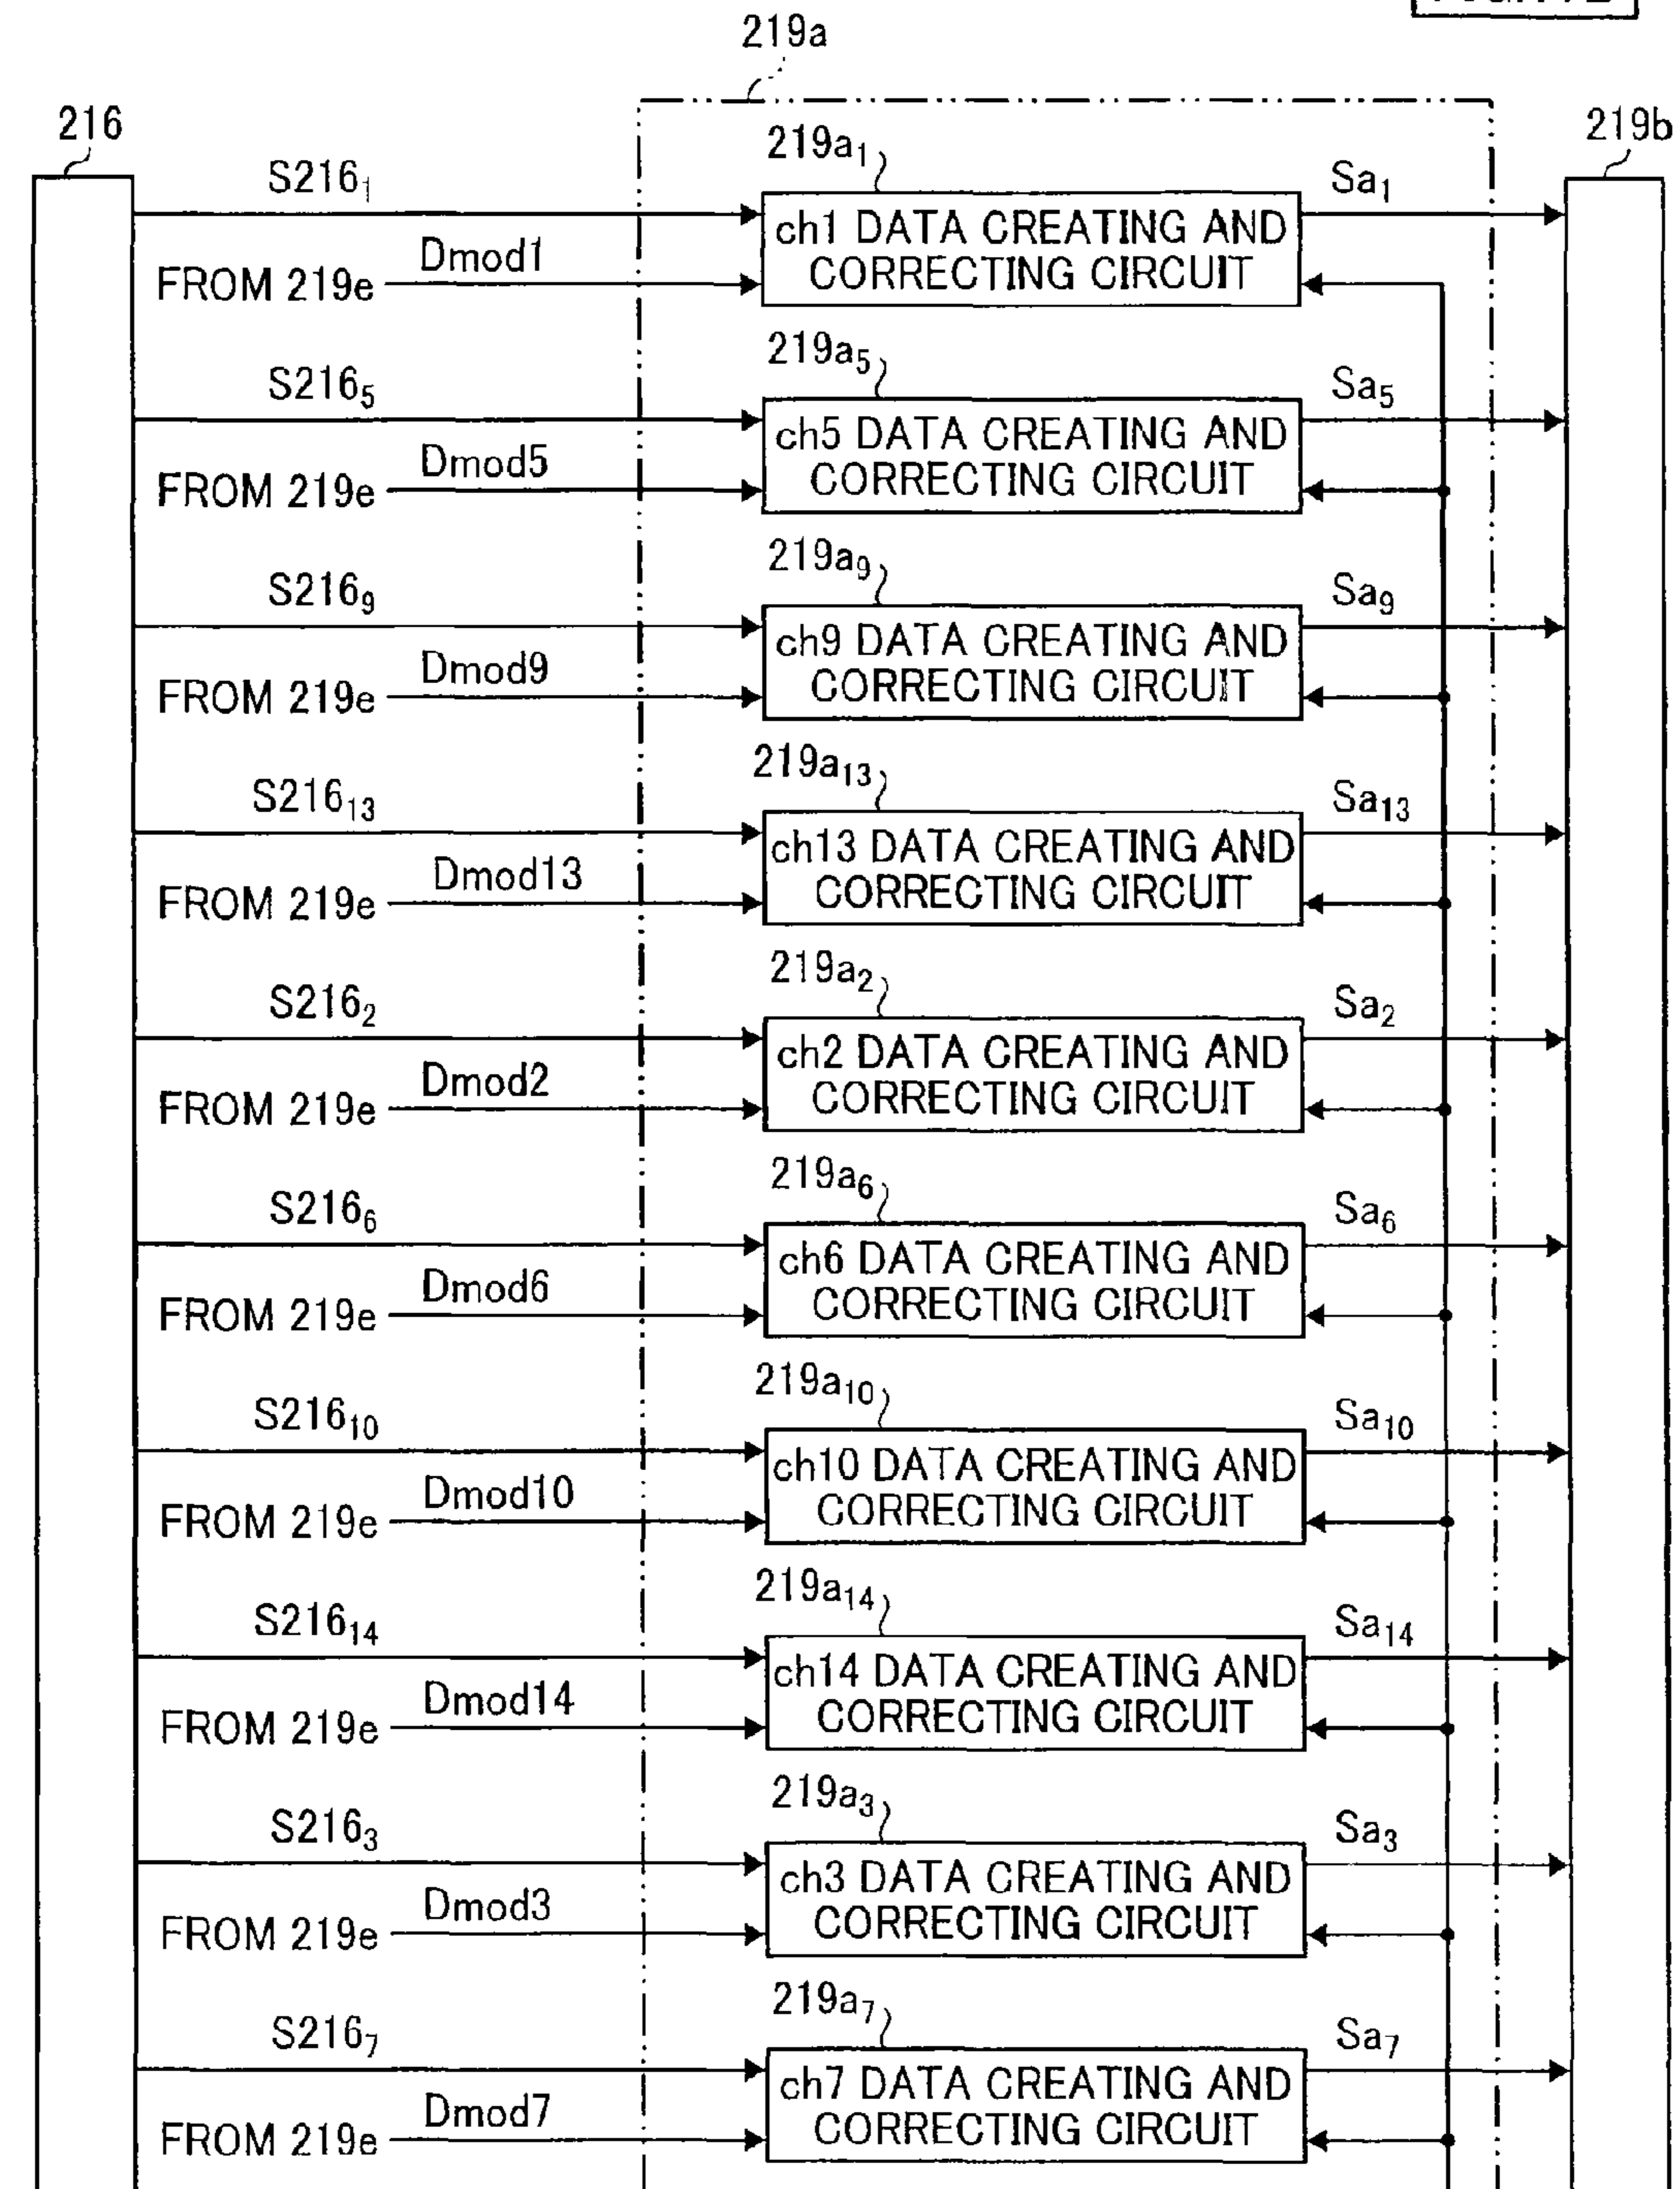 219a
216
219b
S216₁
219a₁
Sa₁
ch1 DATA CREATING AND
CORRECTING CIRCUIT
Dmod1
FROM 219e
S216₅
219a₅
Sa₅
ch5 DATA CREATING AND
CORRECTING CIRCUIT
Dmod5
FROM 219e
S216₉
219a₉
Sa₉
ch9 DATA CREATING AND
CORRECTING CIRCUIT
Dmod9
FROM 219e
S216₁₃
219a₁₃
Sa₁₃
ch13 DATA CREATING AND
CORRECTING CIRCUIT
Dmod13
FROM 219e
S216₂
219a₂
Sa₂
ch2 DATA CREATING AND
CORRECTING CIRCUIT
Dmod2
FROM 219e
S216₆
219a₆
Sa₆
ch6 DATA CREATING AND
CORRECTING CIRCUIT
Dmod6
FROM 219e
S216₁₀
219a₁₀
Sa₁₀
ch10 DATA CREATING AND
CORRECTING CIRCUIT
Dmod10
FROM 219e
S216₁₄
219a₁₄
Sa₁₄
ch14 DATA CREATING AND
CORRECTING CIRCUIT
Dmod14
FROM 219e
S216₃
219a₃
Sa₃
ch3 DATA CREATING AND
CORRECTING CIRCUIT
Dmod3
FROM 219e
S216₇
219a₇
Sa₇
ch7 DATA CREATING AND
CORRECTING CIRCUIT
Dmod7
FROM 219e